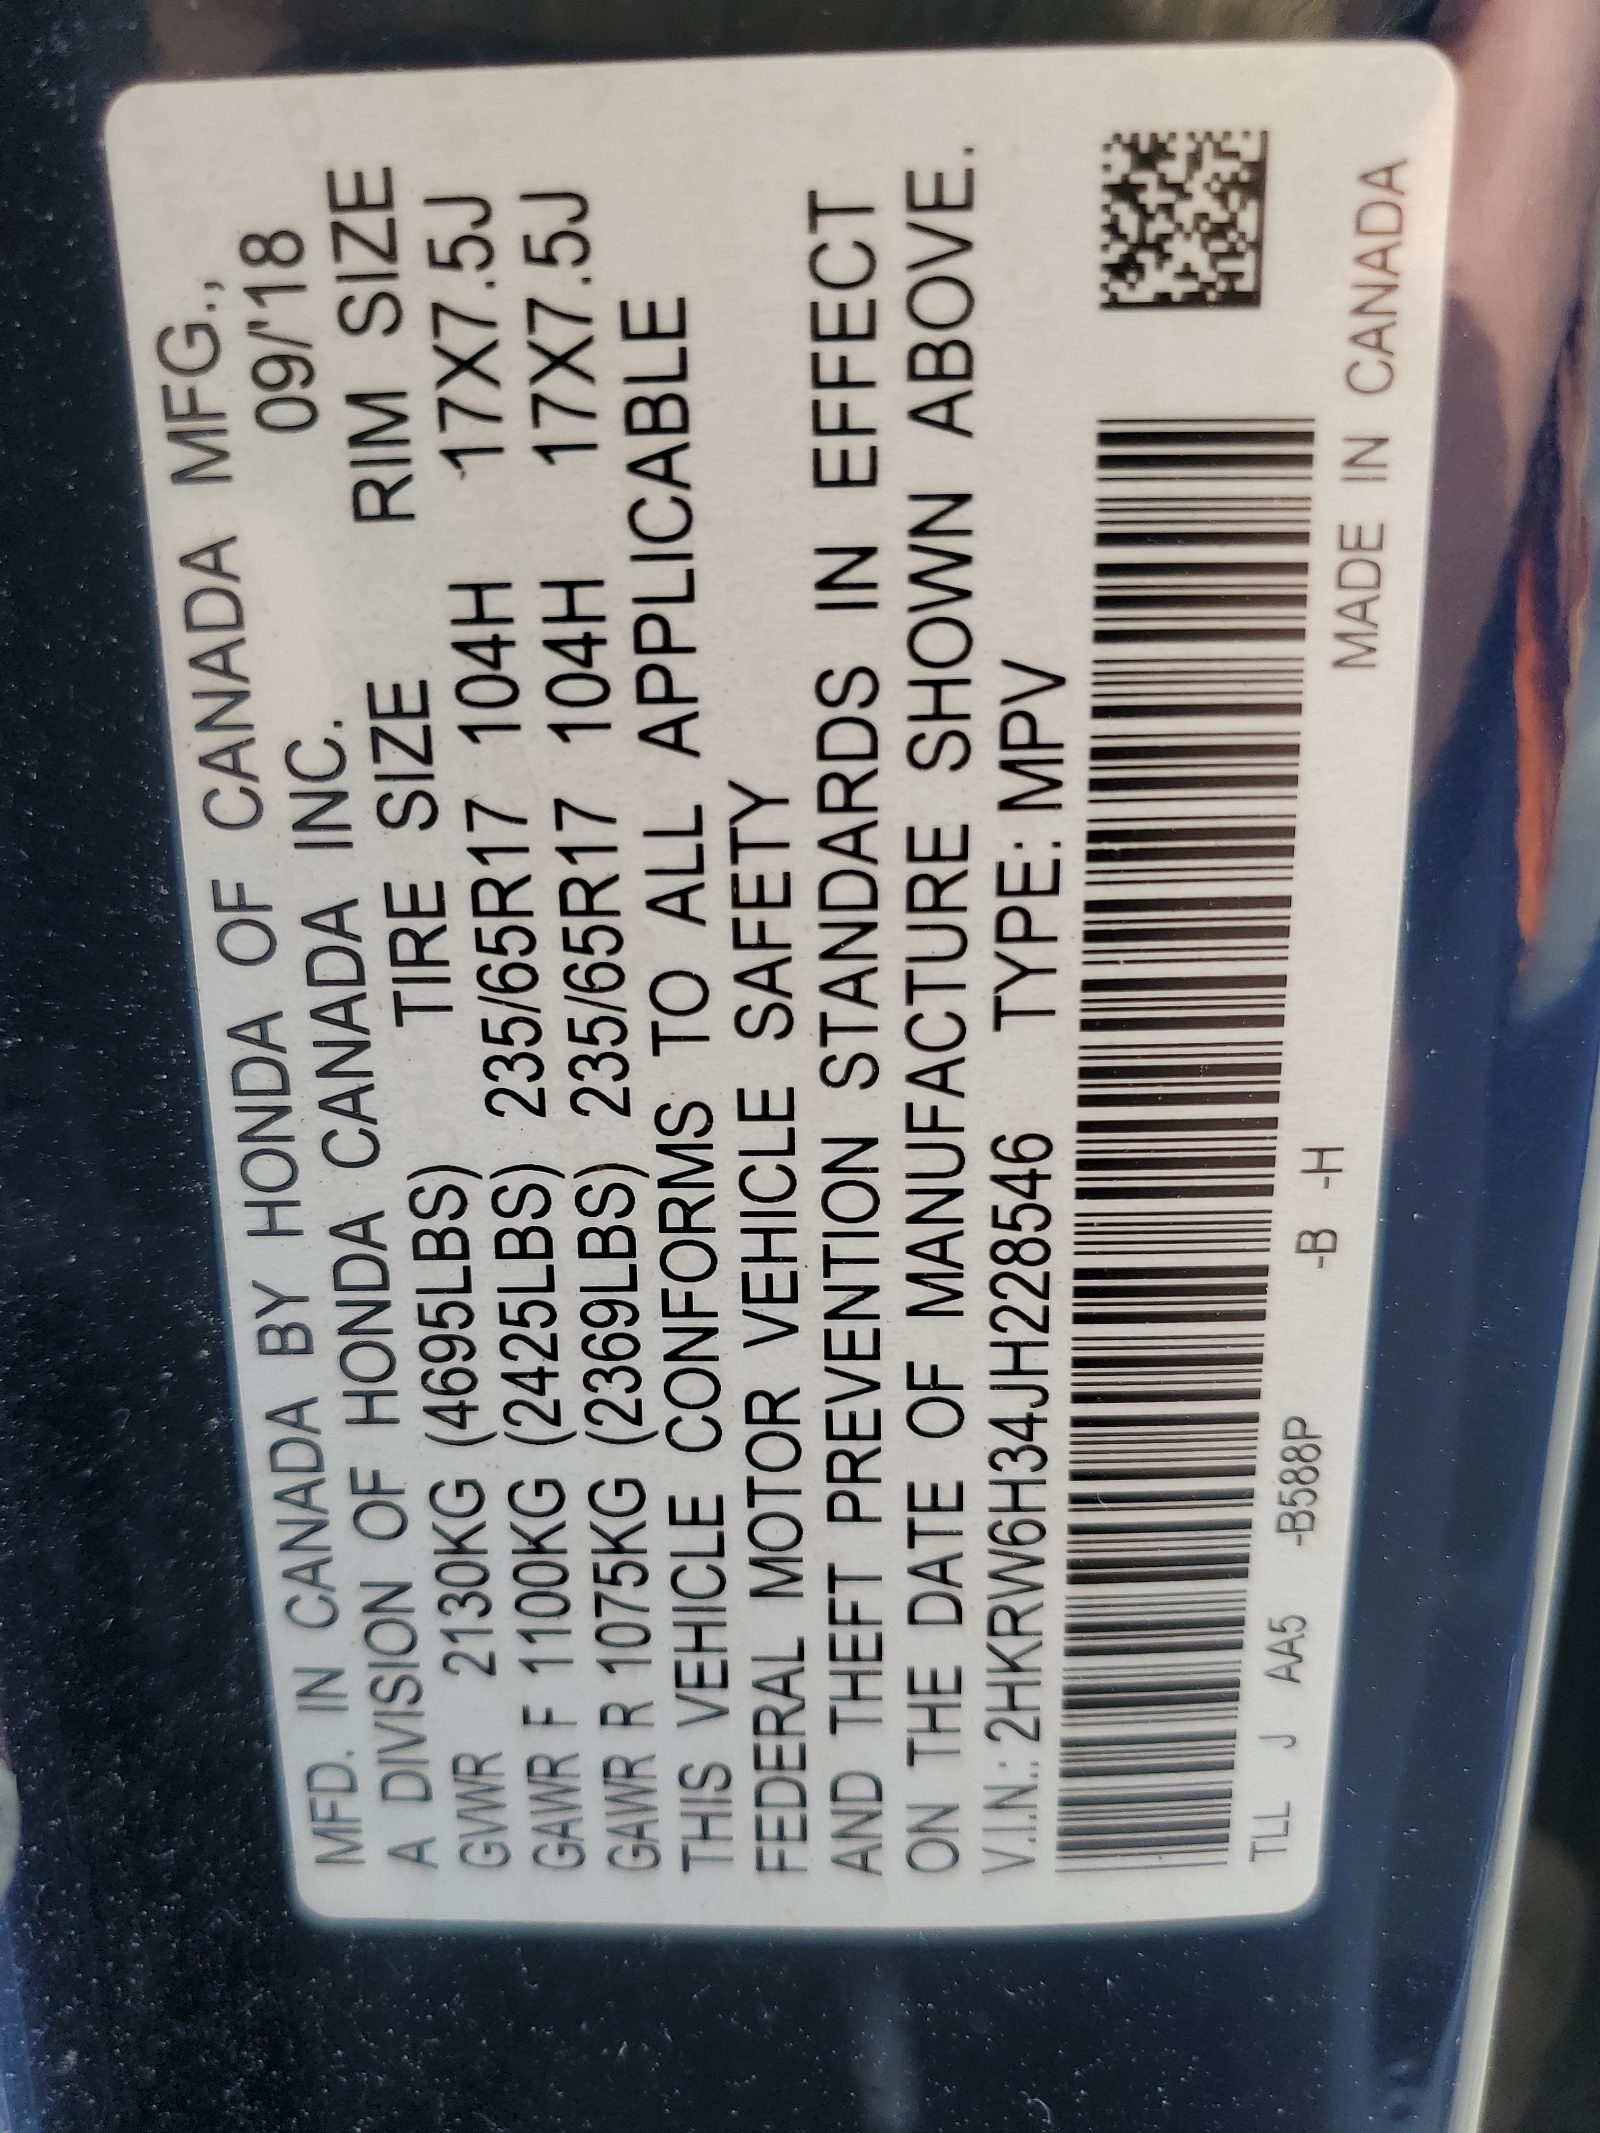 MFD. IN CANADA BY HONDA OF CANADA MFG.,
A DIVISION OF HONDA CANADA INC. 09/'18
GVWR 2130KG (4695LBS) TIRE SIZE RIM SIZE
GAWR F 1100KG (2425LBS) 235/65R17 104H 17X7.5J
GAWR R 1075KG (2369LBS) 235/65R17 104H 17X7.5J
THIS VEHICLE CONFORMS TO ALL APPLICABLE
FEDERAL MOTOR VEHICLE SAFETY
AND THEFT PREVENTION STANDARDS IN EFFECT
ON THE DATE OF MANUFACTURE SHOWN ABOVE.
V.I.N.: 2HKRW6H34JH228546 TYPE: MPV
TLL J AA5 -B588P -B -H MADE IN CANADA